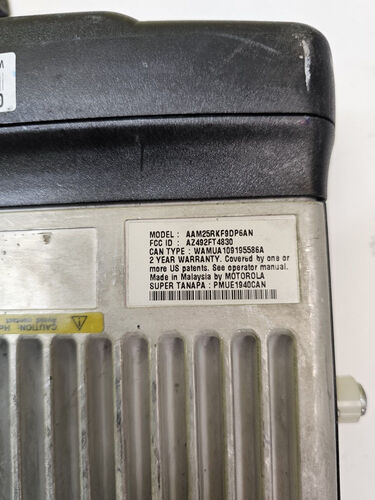 MODEL : AAM25RKF9DP6AN
FCC ID : AZ492FT4830
CAN TYPE : WAMUA109195586A
2 YEAR WARRANTY. Covered by one or
more US patents. See operator manual.
Made in Malaysia by MOTOROLA
SUPER TANAPA : PMUE1940CAN
CAUTION: